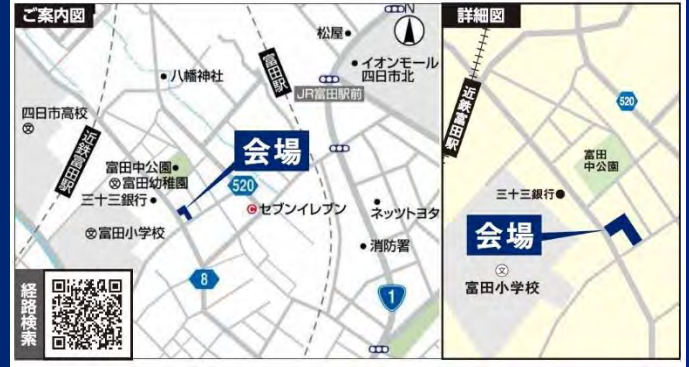 ご案内図
松屋
イオンモール
四日市北
富田駅
JR富田駅前
八幡神社
四日市高校
文
近鉄富田駅
会場
富田中公園
文富田幼稚園
520
三十三銀行
セブンイレブン
ネッツトヨタ
文富田小学校
消防署
8
1
経路検索
詳細図
近鉄富田駅
520
富田
中公園
三十三銀行
会場
文
富田小学校